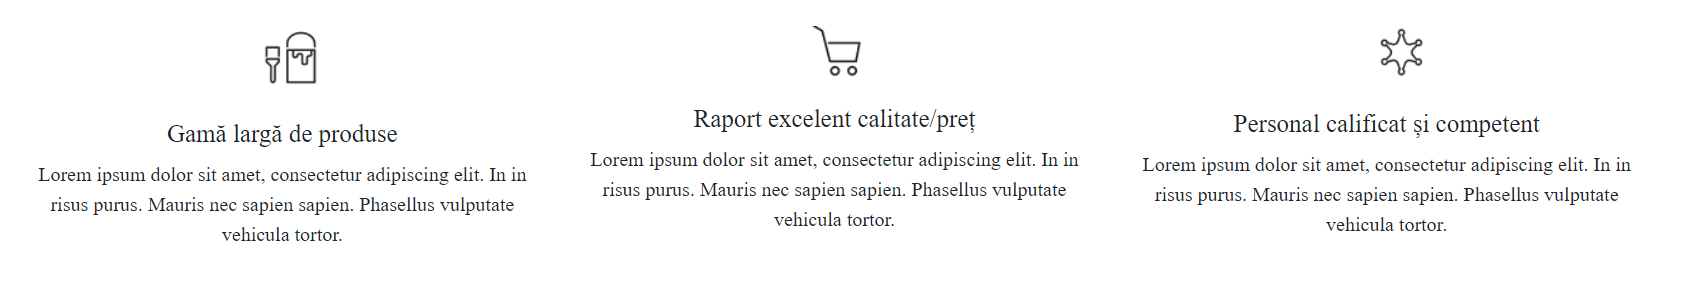 Gamă largă de produse
Lorem ipsum dolor sit amet, consectetur adipiscing elit. In in
risus purus. Mauris nec sapien sapien. Phasellus vulputate
vehicula tortor.
Raport excelent calitate/preț
Lorem ipsum dolor sit amet, consectetur adipiscing elit. In in
risus purus. Mauris nec sapien sapien. Phasellus vulputate
vehicula tortor.
Personal calificat și competent
Lorem ipsum dolor sit amet, consectetur adipiscing elit. In in
risus purus. Mauris nec sapien sapien. Phasellus vulputate
vehicula tortor.